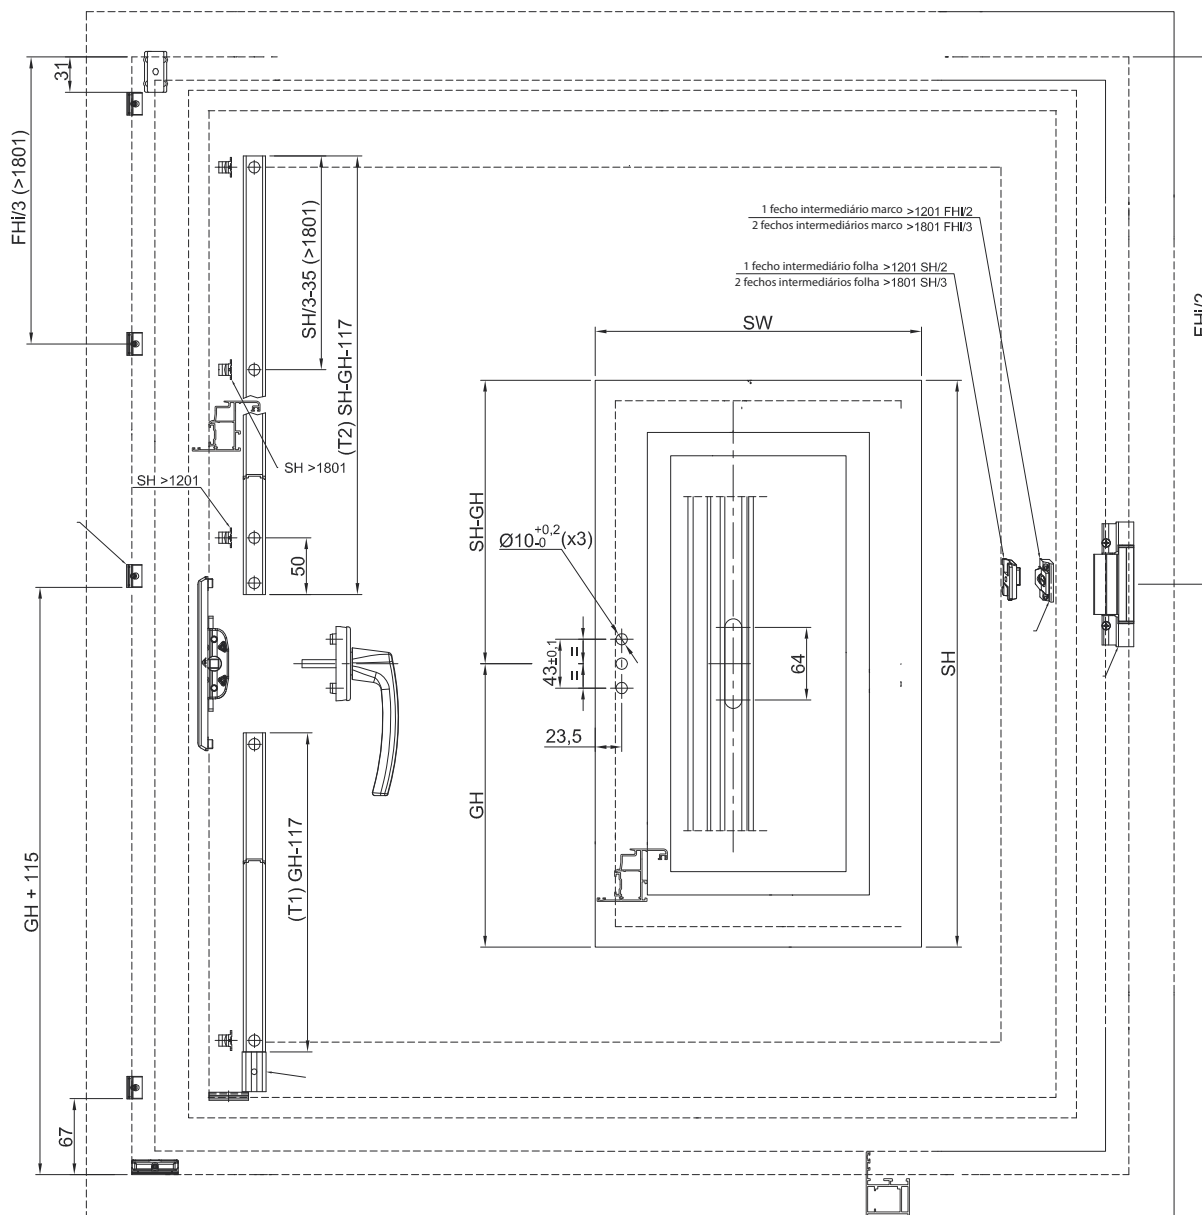 31
FHi/3 (>1801)
SH/3-35 (>1801)
(T2) SH-GH-117
1 fecho intermediário marco >1201 FHI/2
2 fechos intermediários marco >1801 FHI/3
1 fecho intermediário folha >1201 SH/2
2 fechos intermediários folha >1801 SH/3
FHi/2
SW
SH >1801
SH >1201
SH-GH
Ø10 +0,2 -0 (x3)
50
43±0,1
=
=
64
SH
23,5
GH
(T1) GH-117
GH + 115
67